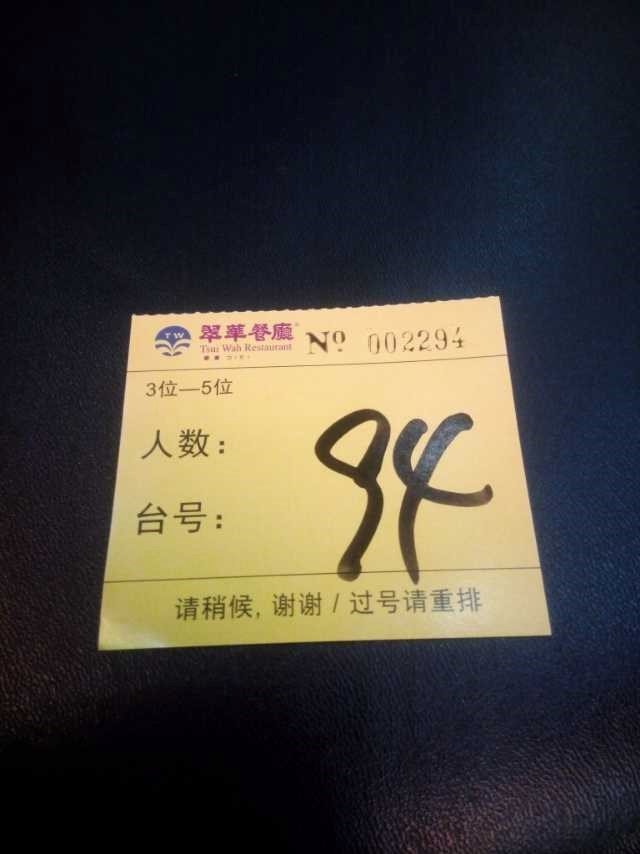 TW
翠華餐廳®
Tsui Wah Restaurant
Nº 002294
3位—5位
人数：
台号：
94
请稍候, 谢谢 / 过号请重排